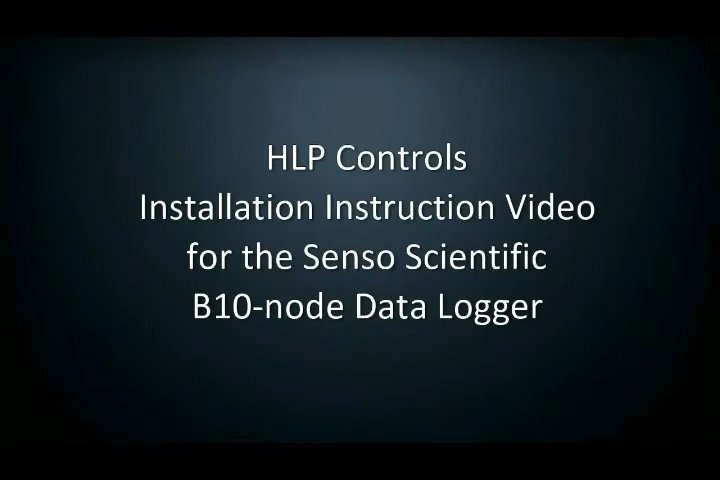 HLP Controls
Installation Instruction Video
for the Senso Scientific
B10-node Data Logger